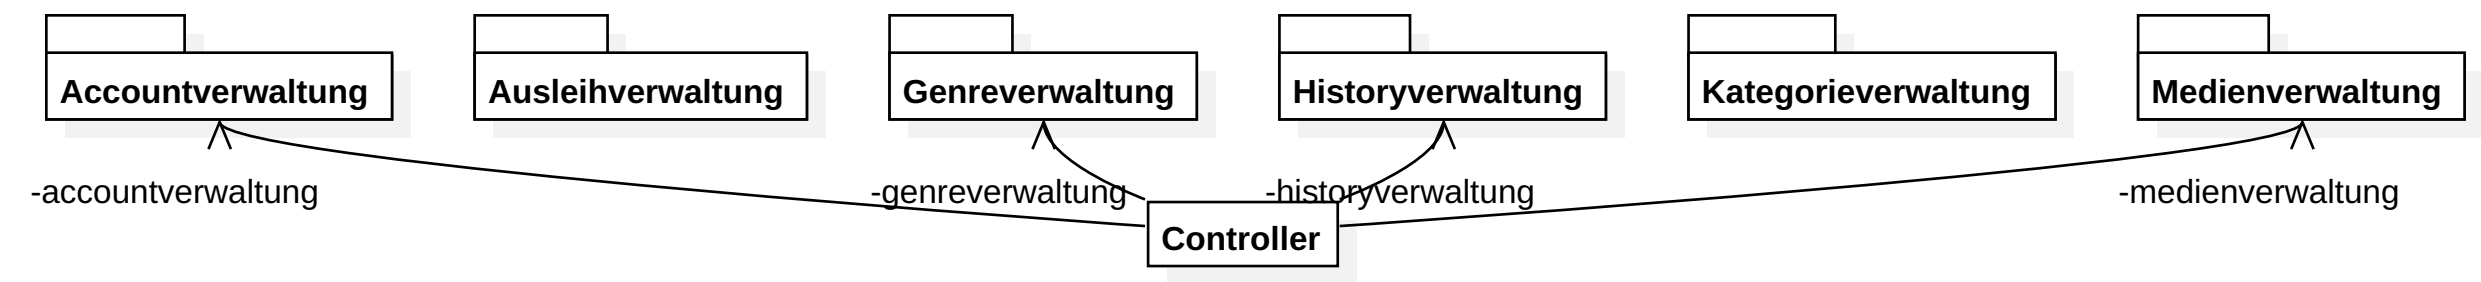 Accountverwaltung
Ausleihverwaltung
Genreverwaltung
Historyverwaltung
Kategorieverwaltung
Medienverwaltung
-accountverwaltung
-genreverwaltung
-historyverwaltung
-medienverwaltung
Controller